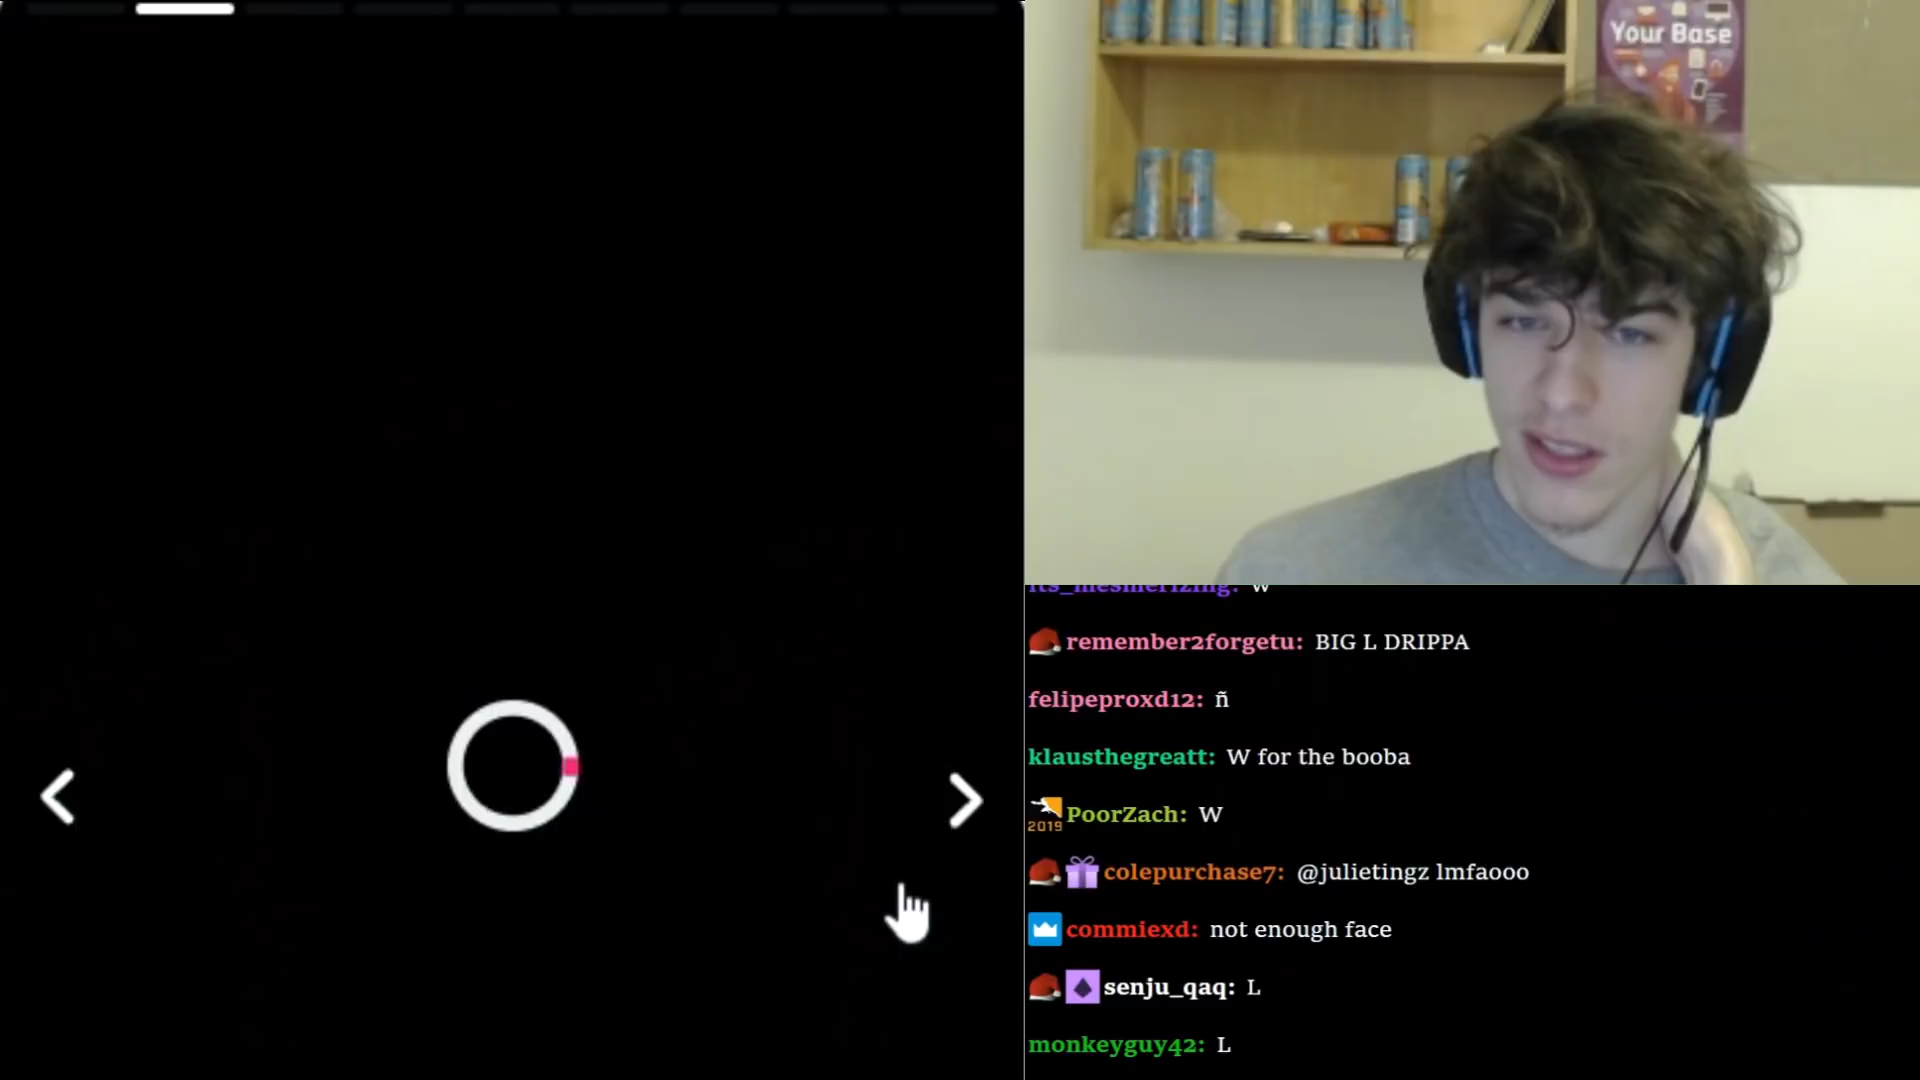 Your Base
its_mesmerizing: W
remember2forgetu: BIG L DRIPPA
felipeproxd12: ñ
klausthegreatt: W for the booba
2019 PoorZach: W
colepurchase7: @julietingz lmfaooo
commiexd: not enough face
senju_qaq: L
monkeyguy42: L